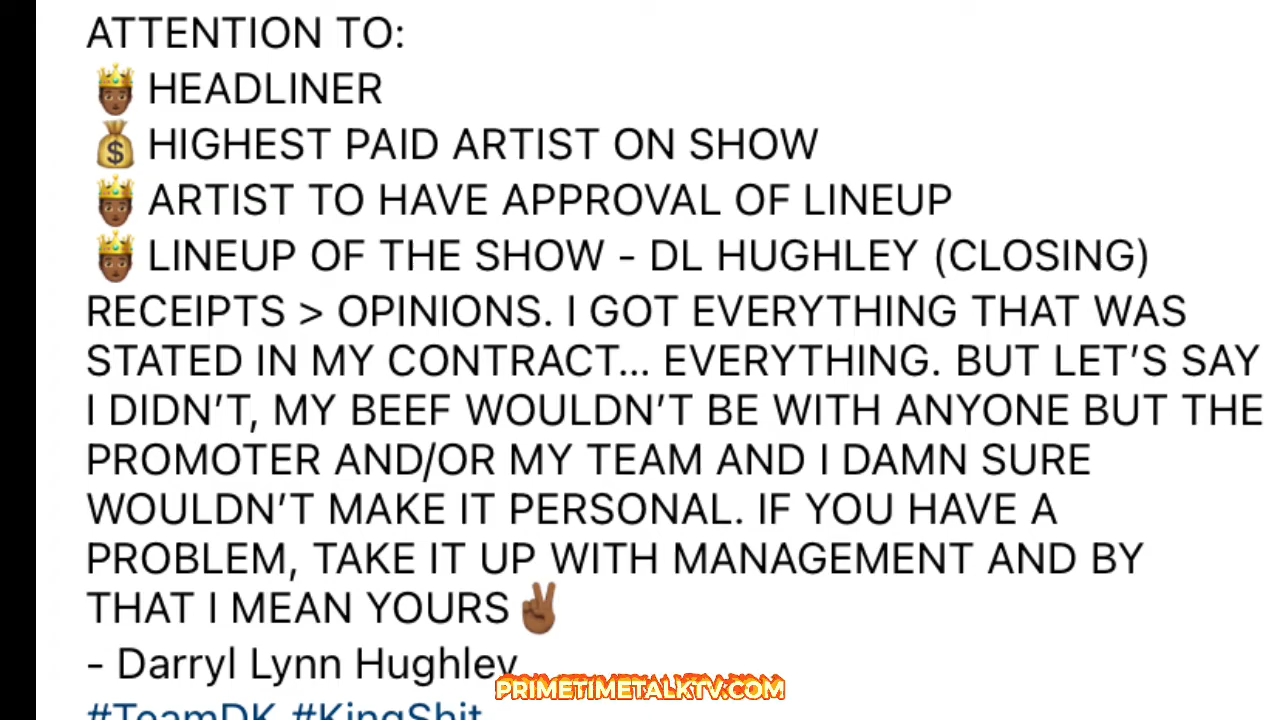 ATTENTION TO:
🤴🏾 HEADLINER
💰 HIGHEST PAID ARTIST ON SHOW
🤴🏾 ARTIST TO HAVE APPROVAL OF LINEUP
🤴🏾 LINEUP OF THE SHOW - DL HUGHLEY (CLOSING)
RECEIPTS > OPINIONS. I GOT EVERYTHING THAT WAS
STATED IN MY CONTRACT... EVERYTHING. BUT LET’S SAY
I DIDN’T, MY BEEF WOULDN’T BE WITH ANYONE BUT THE
PROMOTER AND/OR MY TEAM AND I DAMN SURE
WOULDN’T MAKE IT PERSONAL. IF YOU HAVE A
PROBLEM, TAKE IT UP WITH MANAGEMENT AND BY
THAT I MEAN YOURS✌🏾
- Darryl Lynn Hughley
PRIMETIMETALKTV.COM
#TeamDK #KingShit